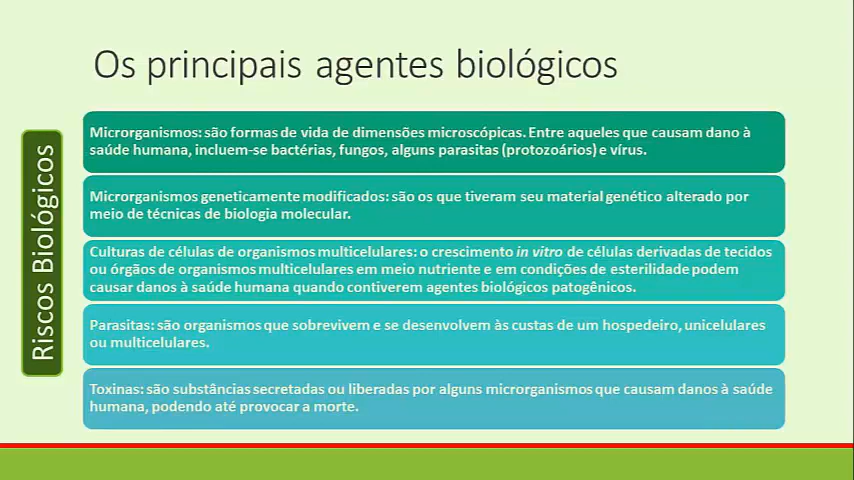 Os principais agentes biológicos
Riscos Biológicos
Microrganismos: são formas de vida de dimensões microscópicas. Entre aqueles que causam dano à
saúde humana, incluem-se bactérias, fungos, alguns parasitas (protozoários) e vírus.
Microrganismos geneticamente modificados: são os que tiveram seu material genético alterado por
meio de técnicas de biologia molecular.
Culturas de células de organismos multicelulares: o crescimento in vitro de células derivadas de tecidos
ou órgãos de organismos multicelulares em meio nutriente e em condições de esterilidade podem
causar danos à saúde humana quando contiverem agentes biológicos patogênicos.
Parasitas: são organismos que sobrevivem e se desenvolvem às custas de um hospedeiro, unicelulares
ou multicelulares.
Toxinas: são substâncias secretadas ou liberadas por alguns microrganismos que causam danos à saúde
humana, podendo até provocar a morte.